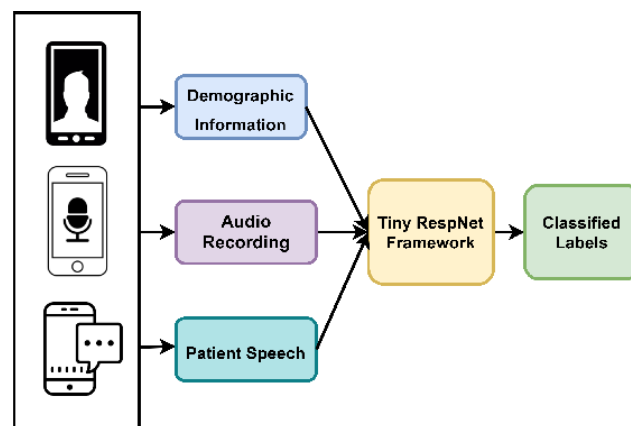 Demographic
Information
Audio
Recording
Patient Speech
Tiny RespNet
Framework
Classified
Labels